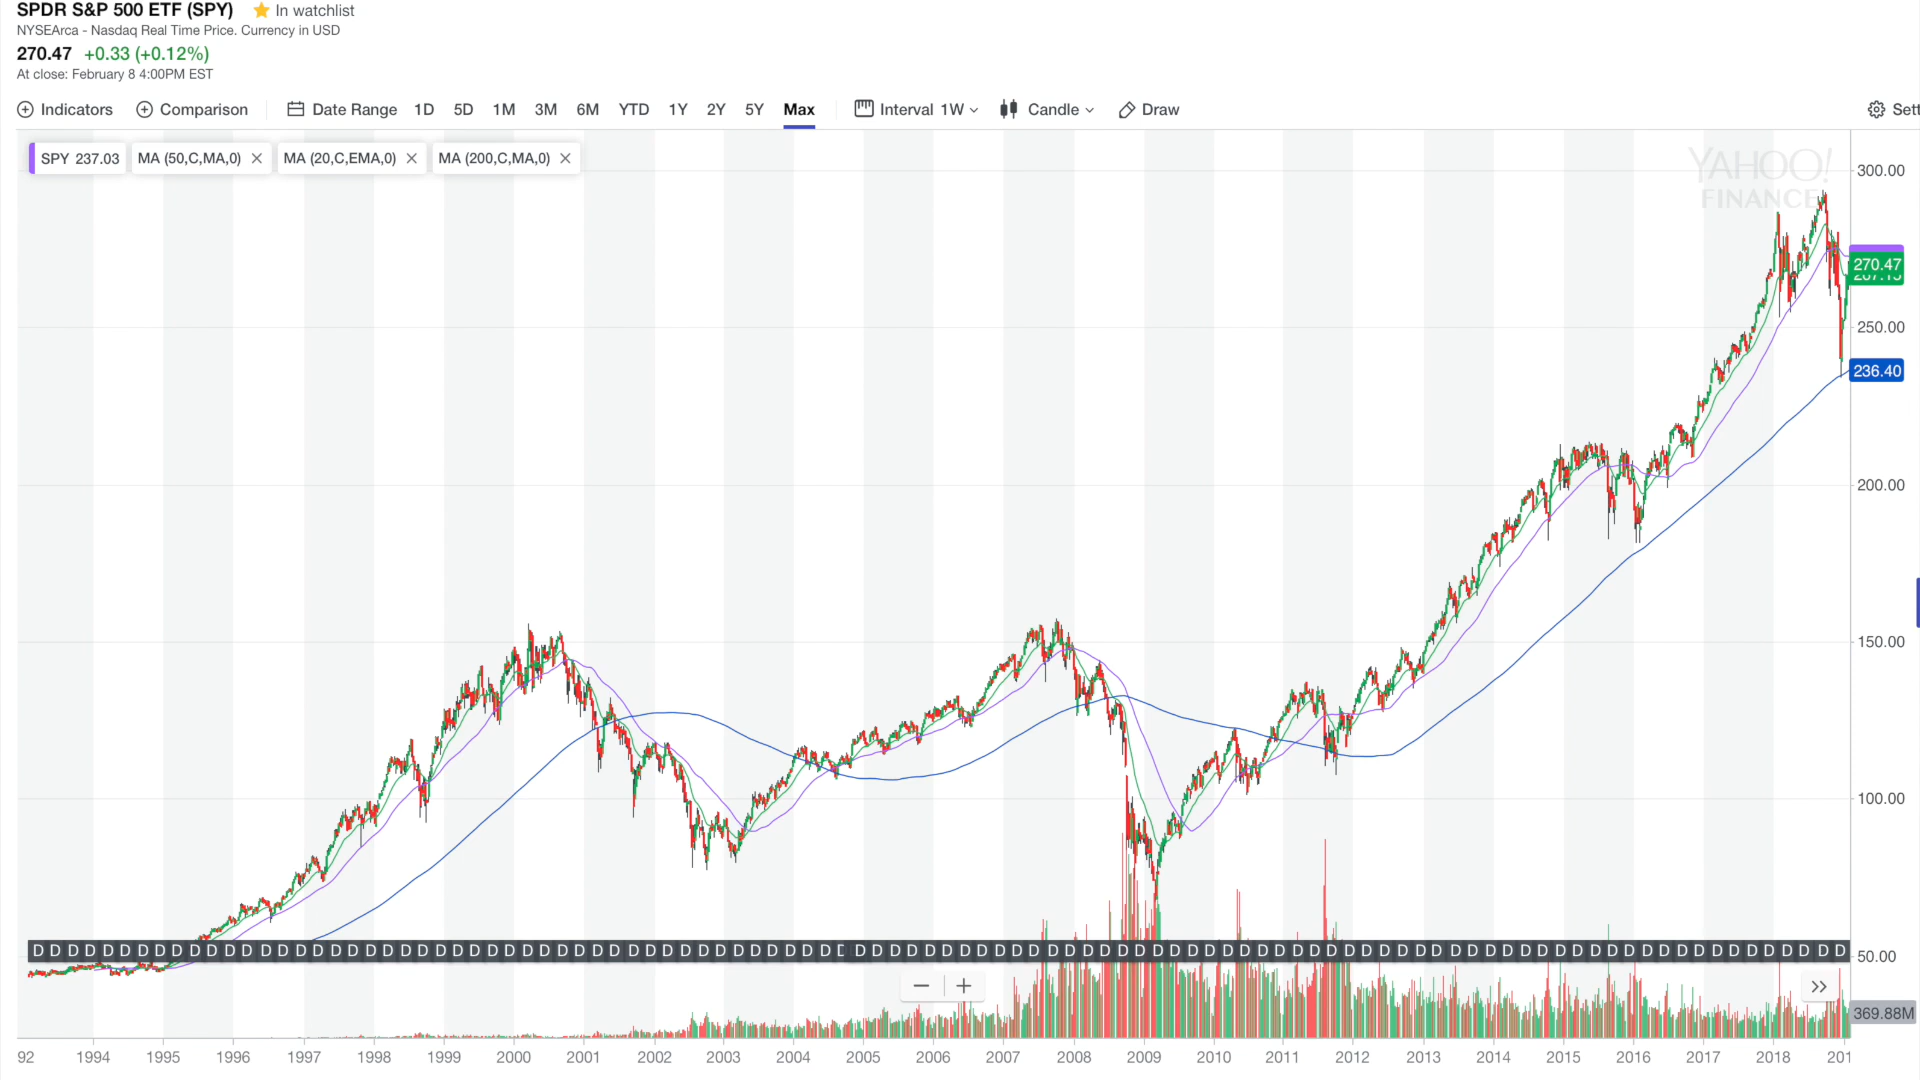 SPDR S&P 500 ETF (SPY) In watchlist
NYSEArca - Nasdaq Real Time Price. Currency in USD
270.47 +0.33 (+0.12%)
At close: February 8 4:00PM EST
Indicators Comparison Date Range 1D 5D 1M 3M 6M YTD 1Y 2Y 5Y Max Interval 1W Candle Draw Sett
SPY 237.03 MA (50,C,MA,0) MA (20,C,EMA,0) MA (200,C,MA,0)
YAHOO!
FINANCE
300.00
270.47
250.00
236.40
200.00
150.00
100.00
D D D D D D D D D D D D D D D D D D D D D D D D D D D D D D D D D D D D D D D D D D D D D D D D D D D D D D D D D D D D D D D D D D D D D D D D D D D D D D D D D D D D D D D D D D D D D D D D D D D D D D D D
50.00
369.88M
92 1994 1995 1996 1997 1998 1999 2000 2001 2002 2003 2004 2005 2006 2007 2008 2009 2010 2011 2012 2013 2014 2015 2016 2017 2018 201